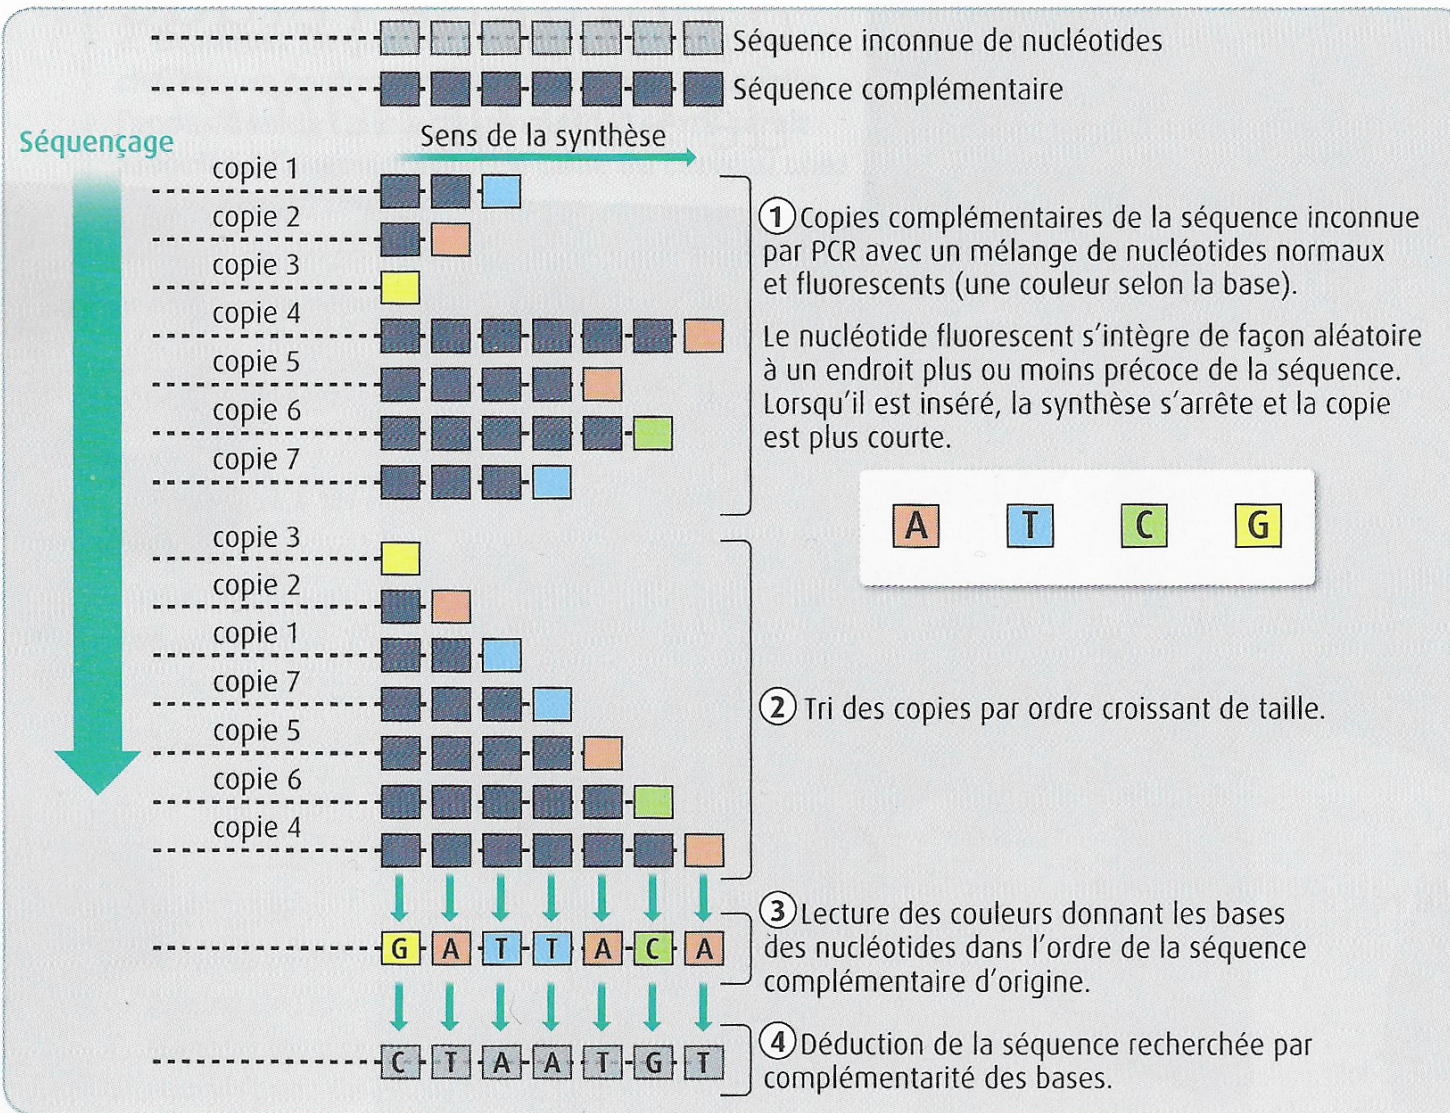 Séquence inconnue de nucléotides
Séquence complémentaire
Séquençage
Sens de la synthèse
copie 1
copie 2
copie 3
copie 4
copie 5
copie 6
copie 7
① Copies complémentaires de la séquence inconnue
par PCR avec un mélange de nucléotides normaux
et fluorescents (une couleur selon la base).
Le nucléotide fluorescent s'intègre de façon aléatoire
à un endroit plus ou moins précoce de la séquence.
Lorsqu'il est inséré, la synthèse s'arrête et la copie
est plus courte.
A T C G
copie 3
copie 2
copie 1
copie 7
copie 5
copie 6
copie 4
② Tri des copies par ordre croissant de taille.
G A T T A C A
③ Lecture des couleurs donnant les bases
des nucléotides dans l'ordre de la séquence
complémentaire d'origine.
C T A A T G T
④ Déduction de la séquence recherchée par
complémentarité des bases.